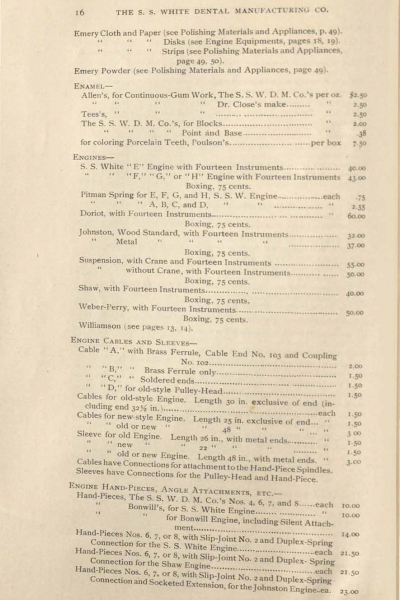 16 THE S. S. WHITE DENTAL MANUFACTURING CO.
Emery Cloth and Paper (see Polishing Materials and Appliances, p. 49).
" " " Disks (see Engine Equipments, pages 18, 19).
" " " Strips (see Polishing Materials and Appliances,
page 49, 50).
Emery Powder (see Polishing Materials and Appliances, page 49).
ENAMEL—
Allen's, for Continuous-Gum Work, The S. S. W. D. M. Co.'s per oz. $2.50
" " " " Dr. Close's make........ " 2.50
Tees's, " " ........ " 2.50
The S. S. W. D. M. Co.'s, for Blocks........ " 2.00
" " " " Point and Base........ " .38
for coloring Porcelain Teeth, Poulson's........per box 7.50
ENGINES—
S. S. White "E" Engine with Fourteen Instruments........ 40.00
" " "F," "G," or "H" Engine with Fourteen Instruments 43.00
Boxing, 75 cents.
Pitman Spring for E, F, G, and H, S. S. W. Engine........each .75
" " " A, B, C, and D, " " " 2.55
Doriot, with Fourteen Instruments........ 60.00
Boxing, 75 cents.
Johnston, Wood Standard, with Fourteen Instruments........ 32.00
" Metal " " " " ........ 37.00
Boxing, 75 cents.
Suspension, with Crane and Fourteen Instruments ........ 55.00
" without Crane, with Fourteen Instruments........ 50.00
Boxing, 75 cents.
Shaw, with Fourteen Instruments........ 40.00
Boxing, 75 cents.
Weber-Perry, with Fourteen Instruments ........ 50.00
Boxing, 75 cents.
Williamson (see pages 13, 14).
ENGINE CABLES AND SLEEVES—
Cable "A," with Brass Ferrule, Cable End No. 103 and Coupling
No. 102........ 2.00
" "B," " Brass Ferrule only........ 1.50
" "C," " Soldered ends........ 1.50
" "D," for old-style Pulley-Head........ 1.50
Cables for old-style Engine. Length 30 in. exclusive of end (in-
cluding end 32¼ in.)........each 1.50
Cables for new-style Engine. Length 25 in. exclusive of end... " 1.50
" " old or new " " 48 " " " ... " 3.00
Sleeve for old Engine. Length 26 in., with metal ends........ " 1.50
" " new " " 22 " " " ........ " 1.50
" " old or new Engine. Length 48 in., with metal ends. " 3.00
Cables have Connections for attachment to the Hand-Piece Spindles.
Sleeves have Connections for the Pulley-Head and Hand-Piece.
ENGINE HAND-PIECES, ANGLE ATTACHMENTS, ETC.—
Hand-Pieces, The S. S. W. D. M. Co.'s Nos. 4, 6, 7, and 8......each 10.00
" Bonwill's, for S. S. White Engine........ " 10.00
" " for Bonwill Engine, including Silent Attach-
ment........ " 14.00
Hand-Pieces Nos. 6, 7, or 8, with Slip-Joint No. 2 and Duplex-Spring
Connection for the S. S. White Engine........each 21.50
Hand-Pieces Nos. 6, 7, or 8, with Slip-Joint No. 2 and Duplex-Spring
Connection for the Shaw Engine........each 21.50
Hand-Pieces Nos. 6, 7, or 8, with Slip-Joint No. 2 and Duplex-Spring
Connection and Socketed Extension, for the Johnston Engine..ea. 23.00